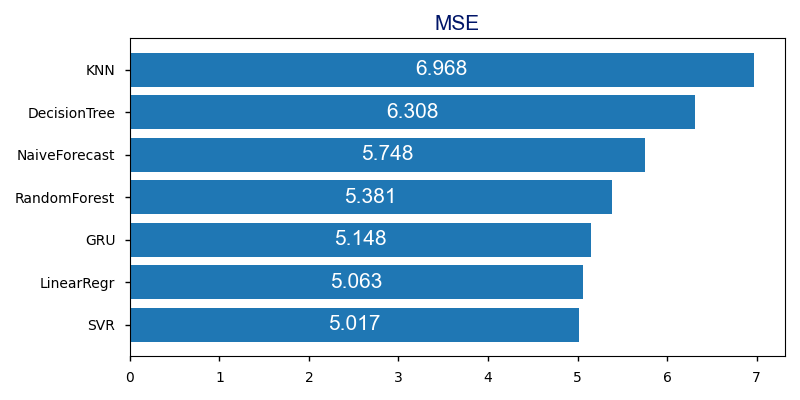 MSE
KNN 6.968
DecisionTree 6.308
NaiveForecast 5.748
RandomForest 5.381
GRU 5.148
LinearRegr 5.063
SVR 5.017
0 1 2 3 4 5 6 7